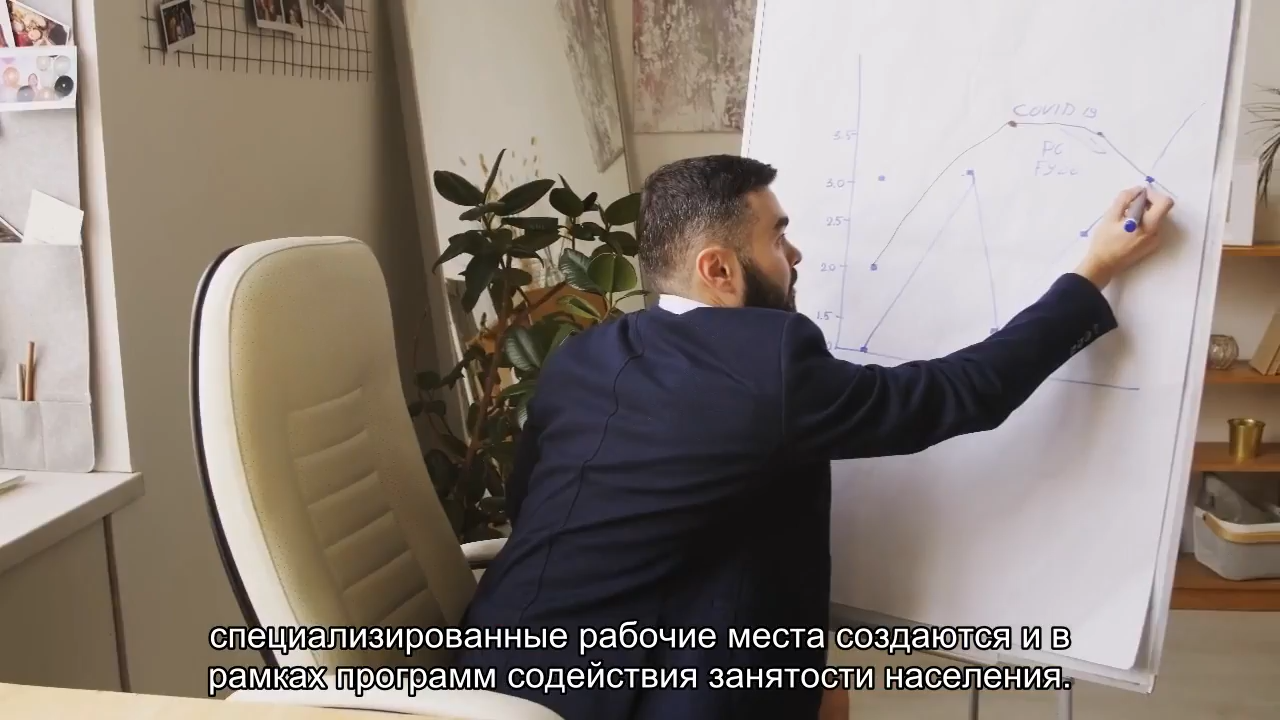 COVID 19
3.5
3.0
2.5
2.0
1.5
специализированные рабочие места создаются и в
рамках программ содействия занятости населения.